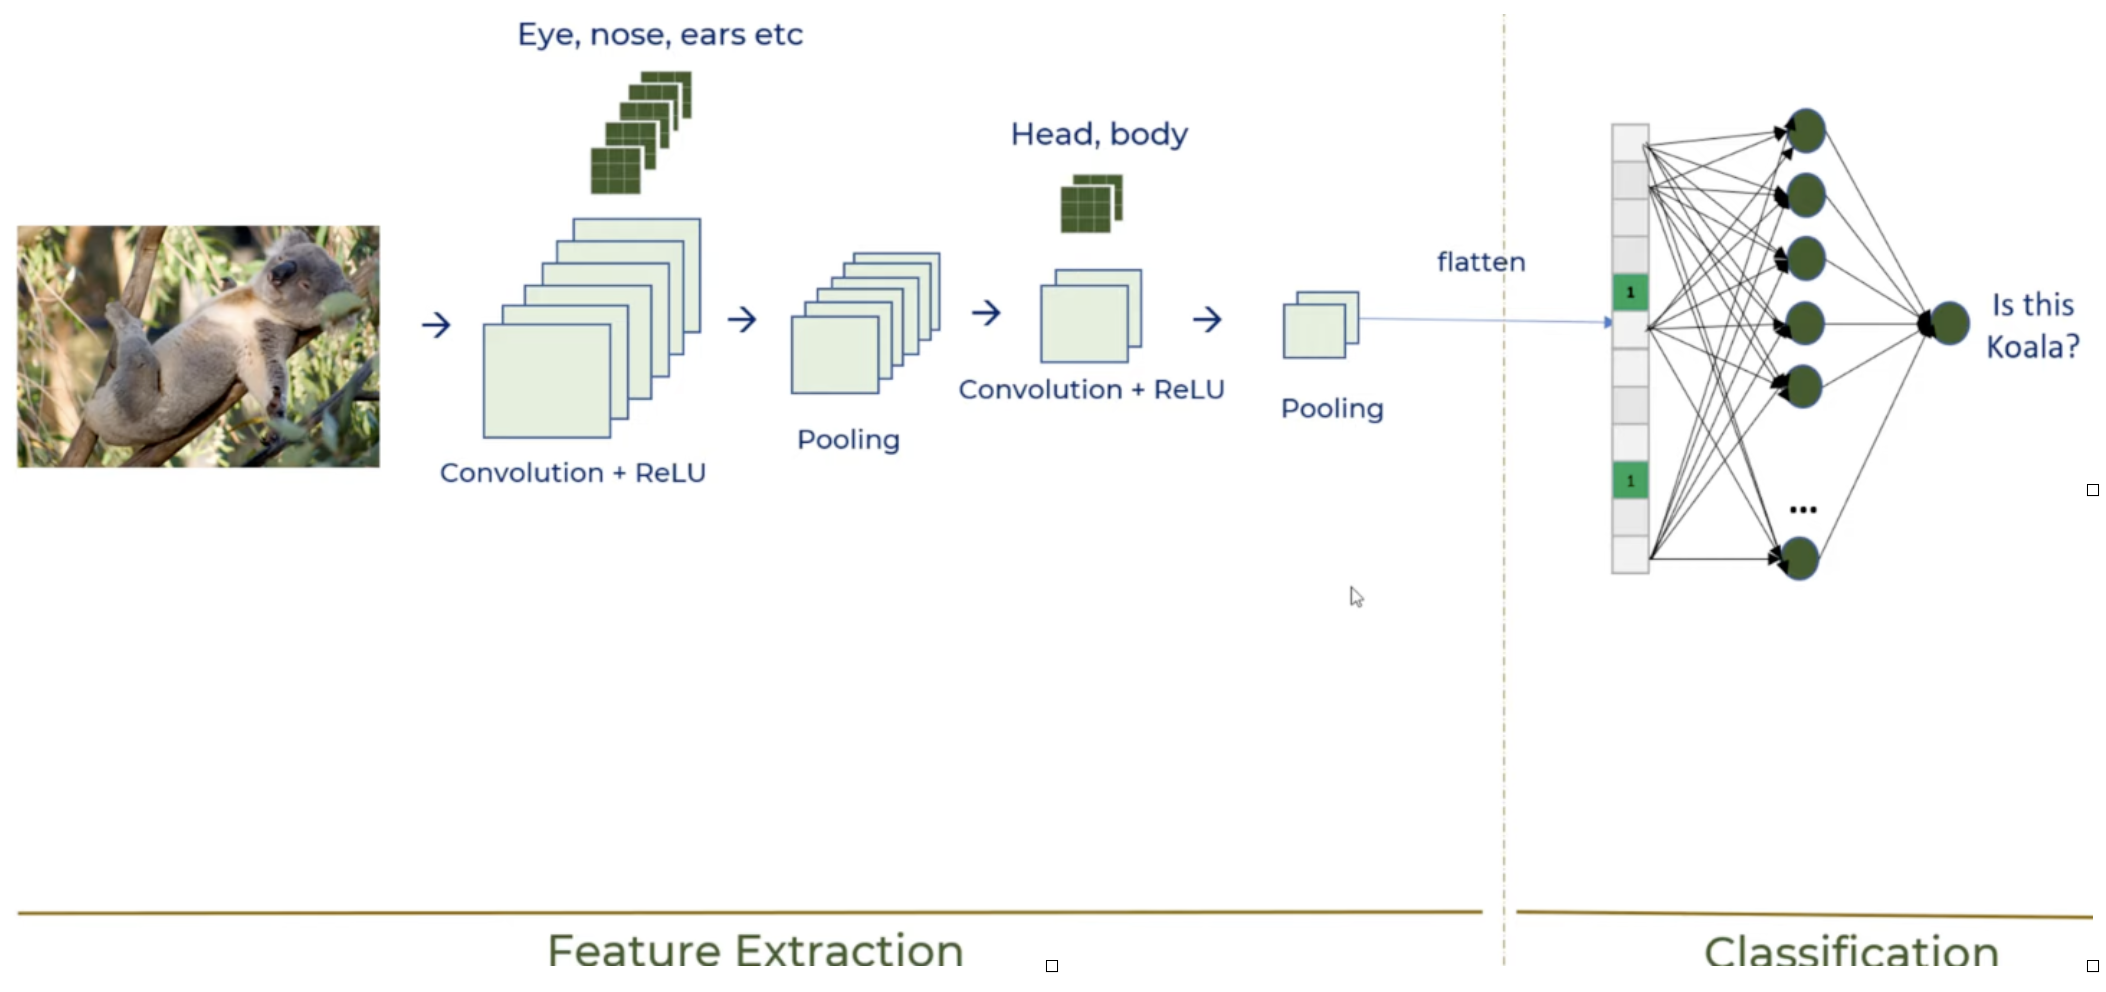 Eye, nose, ears etc
Head, body
flatten
1
Is this
Koala?
Convolution + ReLU
Pooling
Convolution + ReLU
Pooling
1
...
Feature Extraction
Classification